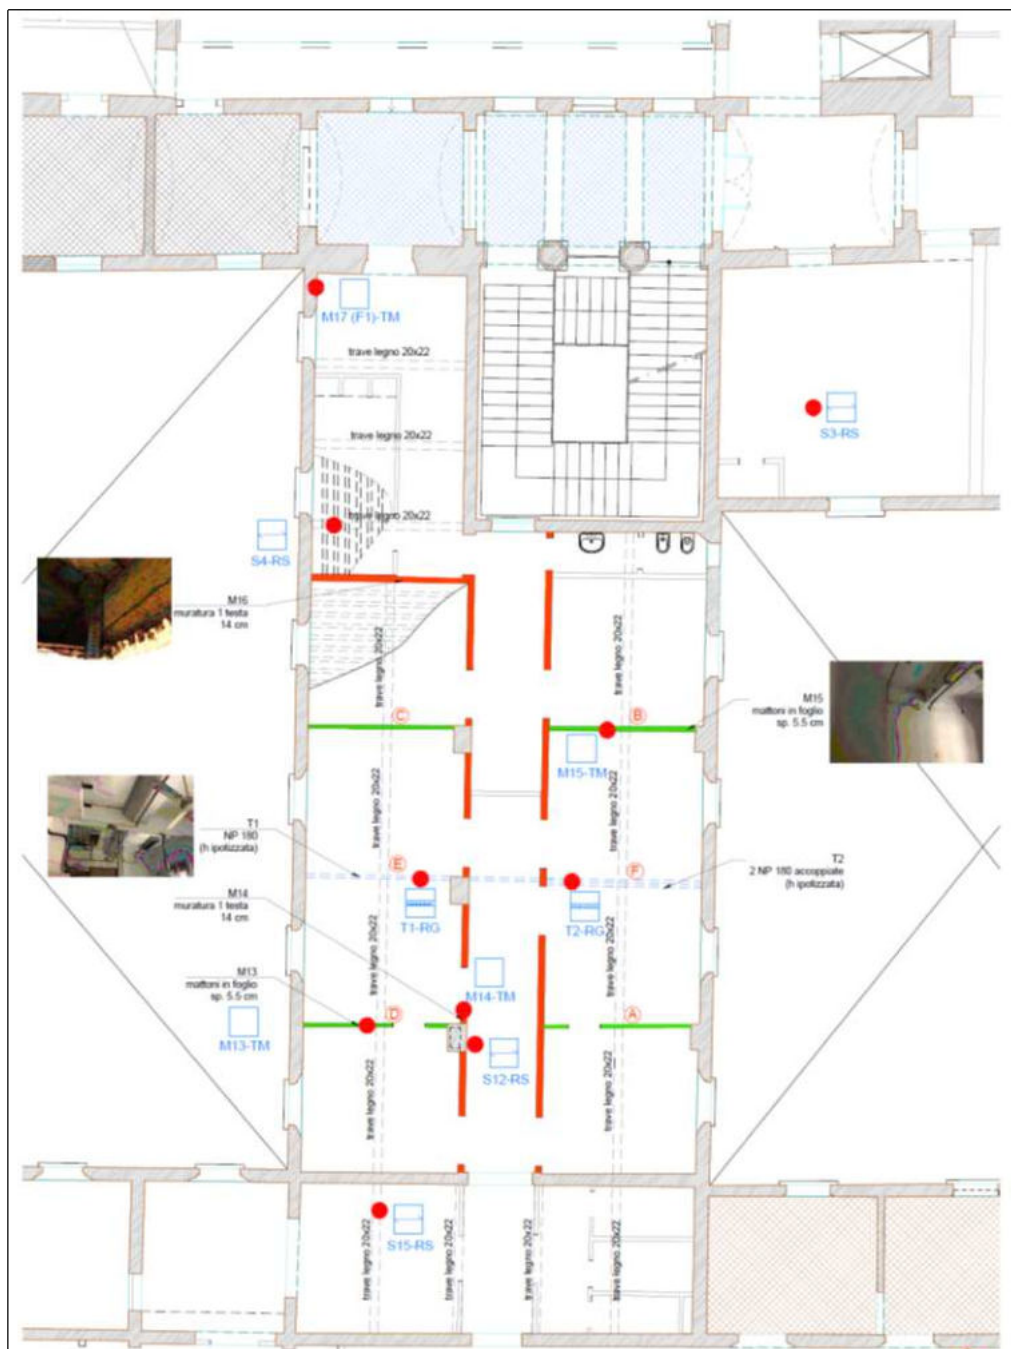 M17 (F1)-TM
trave legno 20x22
S3-RS
trave legno 20x22
trave legno 20x22
S4-RS
M16
muratura 1 testa
14 cm
trave legno 20x22
trave legno 20x22
M15
mattoni in foglio
sp. 5.5 cm
C
B
M15-TM
trave legno 20x22
trave legno 20x22
T1
NP 180
(h ipotizzata)
E
F
T2
2 NP 180 accoppiate
(h ipotizzata)
M14
muratura 1 testa
14 cm
T1-RG
T2-RG
trave legno 20x22
trave legno 20x22
M13
mattoni in foglio
sp. 5.5 cm
M14-TM
D
A
M13-TM
S12-RS
trave legno 20x22
trave legno 20x22
S15-RS
trave legno 20x22
trave legno 20x22
trave legno 20x22
trave legno 20x22